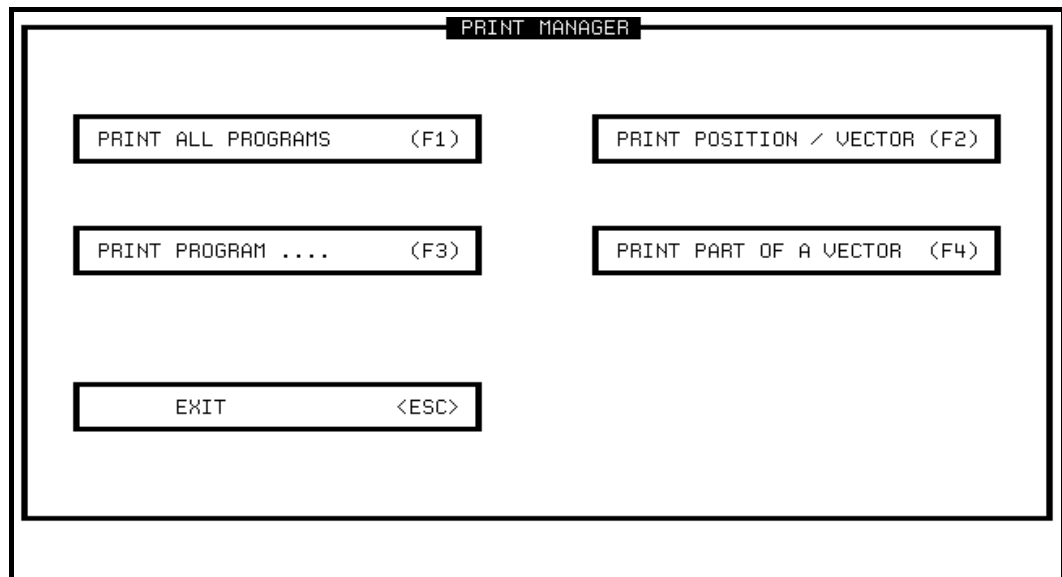 PRINT MANAGER
PRINT ALL PROGRAMS (F1)
PRINT POSITION / VECTOR (F2)
PRINT PROGRAM .... (F3)
PRINT PART OF A VECTOR (F4)
EXIT <ESC>